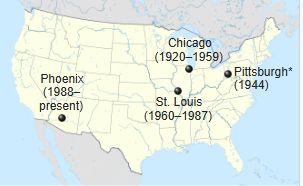 Chicago
(1920–1959)
Pittsburgh*
(1944)
Phoenix
(1988–
present)
St. Louis
(1960–1987)